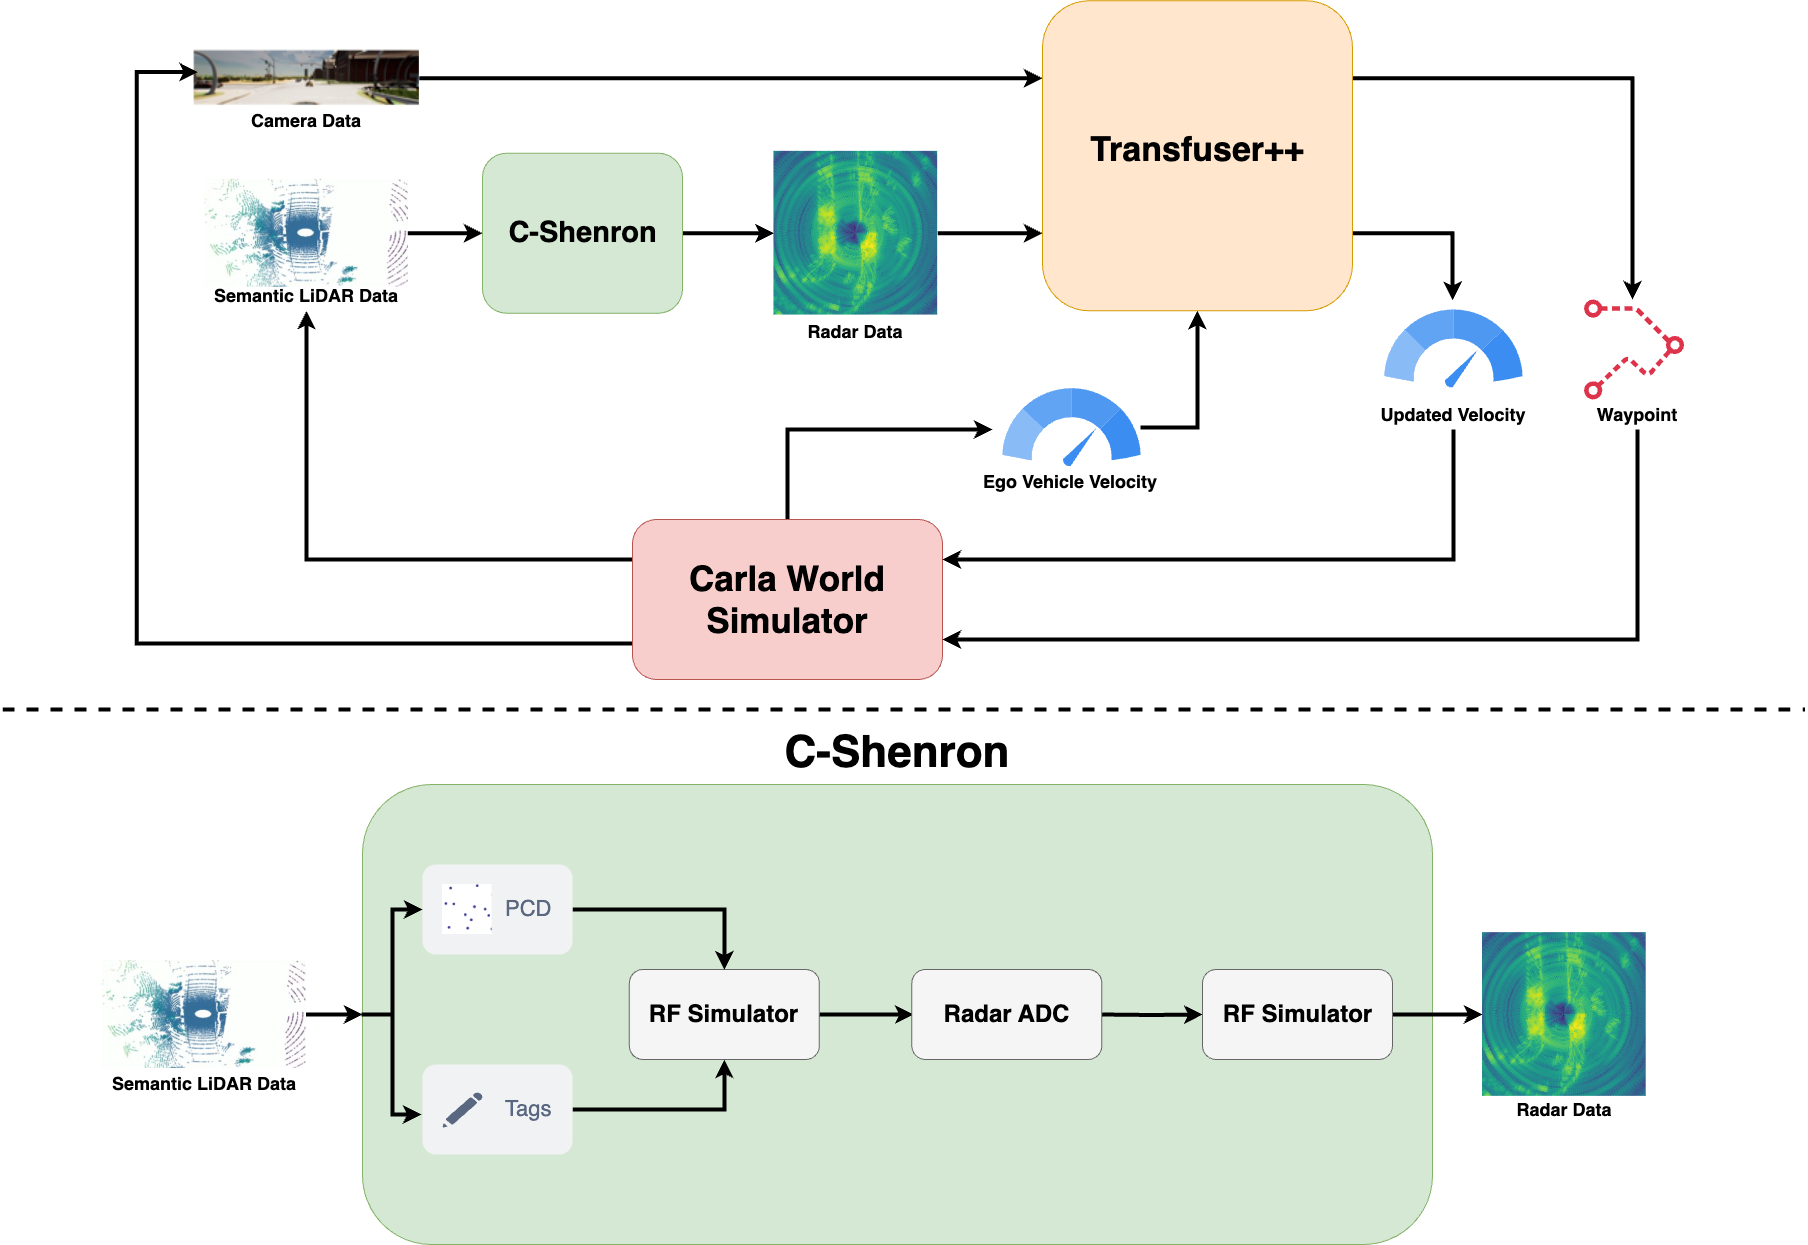 Camera Data
Transfuser++
C-Shenron
Semantic LiDAR Data
Radar Data
Updated Velocity
Waypoint
Ego Vehicle Velocity
Carla World
Simulator
C-Shenron
PCD
RF Simulator
Radar ADC
RF Simulator
Semantic LiDAR Data
Tags
Radar Data